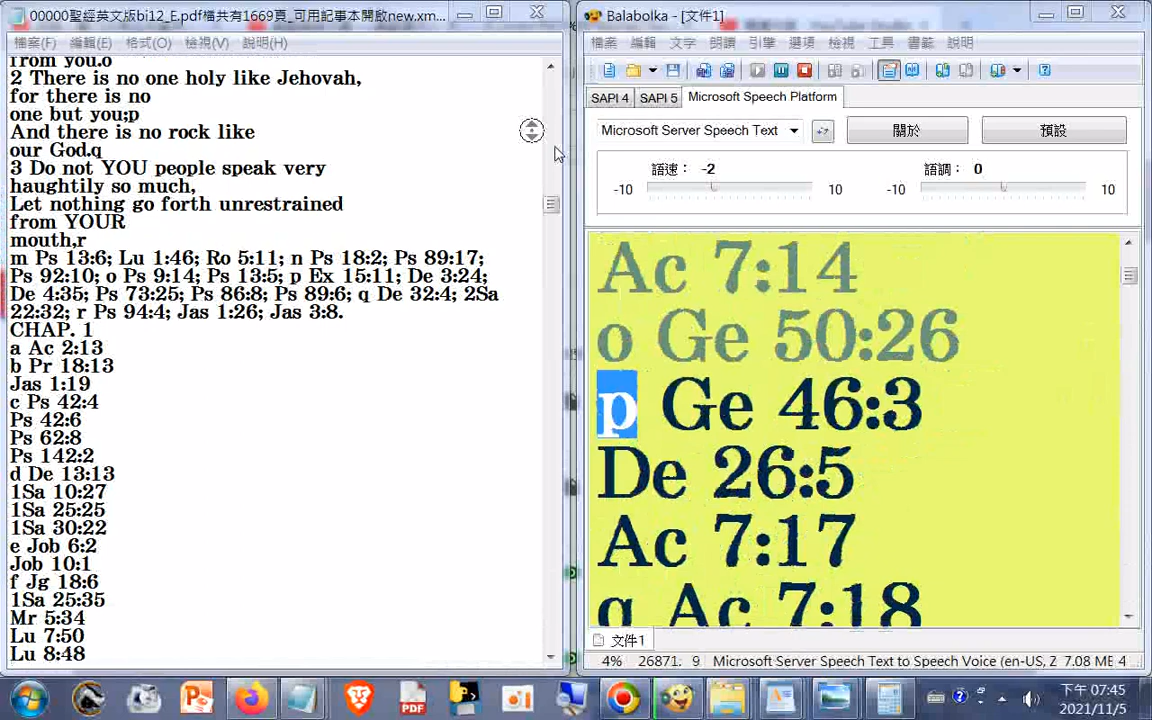 00000聖經英文版bi12_E.pdf檔共有1669頁_可用記事本開啟new.xm...
檔案(F) 編輯(E) 格式(O) 檢視(V) 說明(H)
from you.o
2 There is no one holy like Jehovah,
for there is no
one but you;p
And there is no rock like
our God.q
3 Do not YOU people speak very
haughtily so much,
Let nothing go forth unrestrained
from YOUR
mouth,r
m Ps 13:6; Lu 1:46; Ro 5:11; n Ps 18:2; Ps 89:17;
Ps 92:10; o Ps 9:14; Ps 13:5; p Ex 15:11; De 3:24;
De 4:35; Ps 73:25; Ps 86:8; Ps 89:6; q De 32:4; 2Sa
22:32; r Ps 94:4; Jas 1:26; Jas 3:8.
CHAP. 1
a Ac 2:13
b Pr 18:13
Jas 1:19
c Ps 42:4
Ps 42:6
Ps 62:8
Ps 142:2
d De 13:13
1Sa 10:27
1Sa 25:25
1Sa 30:22
e Job 6:2
Job 10:1
f Jg 18:6
1Sa 25:35
Mr 5:34
Lu 7:50
Lu 8:48
Balabolka - [文件1]
檔案 編輯 文字 朗讀 引擎 選項 檢視 工具 書籤 說明
SAPI 4 SAPI 5 Microsoft Speech Platform
Microsoft Server Speech Text 關於 預設
語速: -2 語調: 0
-10 10 -10 10
Ac 7:14
o Ge 50:26
p Ge 46:3
De 26:5
Ac 7:17
q Ac 7:18
文件1
4% 26871. 9 Microsoft Server Speech Text to Speech Voice (en-US, Z 7.08 ME 4
PDF
下午 07:45
2021/11/5